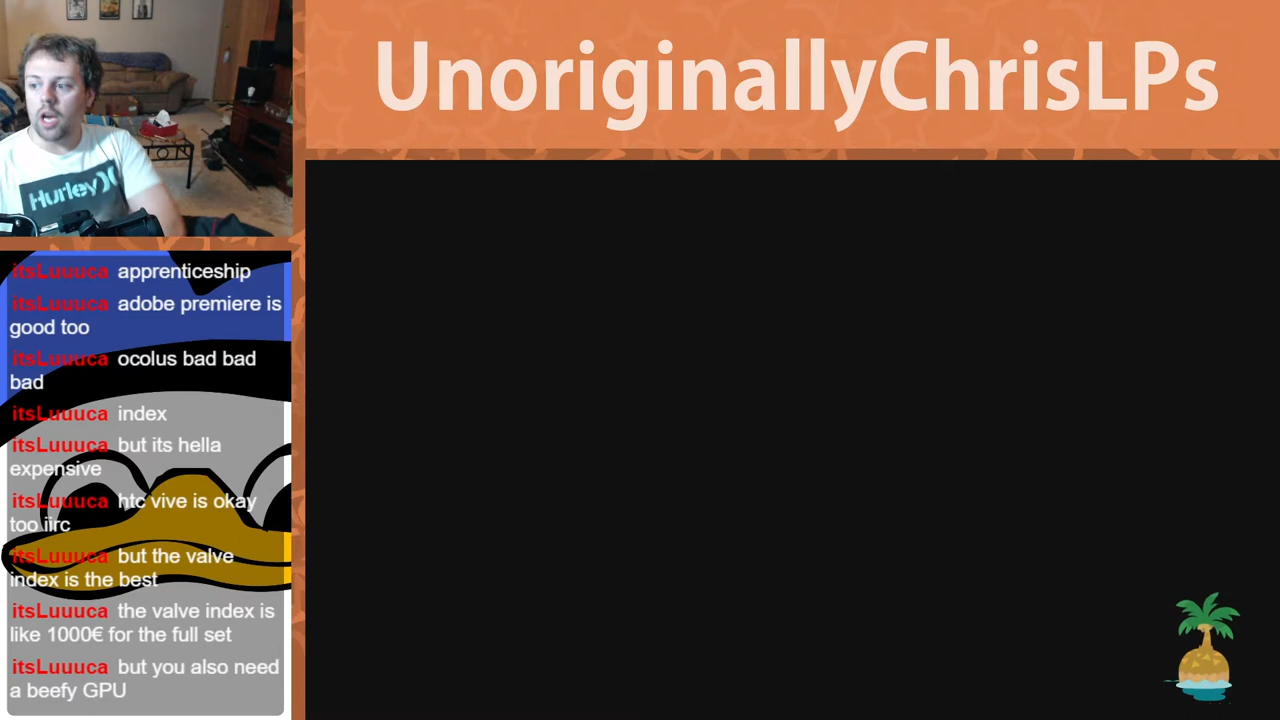 UnoriginallyChrisLPs
Hurley
itsLuuuca apprenticeship
itsLuuuca adobe premiere is
good too
itsLuuuca ocolus bad bad
bad
itsLuuuca index
itsLuuuca but its hella
expensive
itsLuuuca htc vive is okay
too iirc
itsLuuuca but the valve
index is the best
itsLuuuca the valve index is
like 1000€ for the full set
itsLuuuca but you also need
a beefy GPU